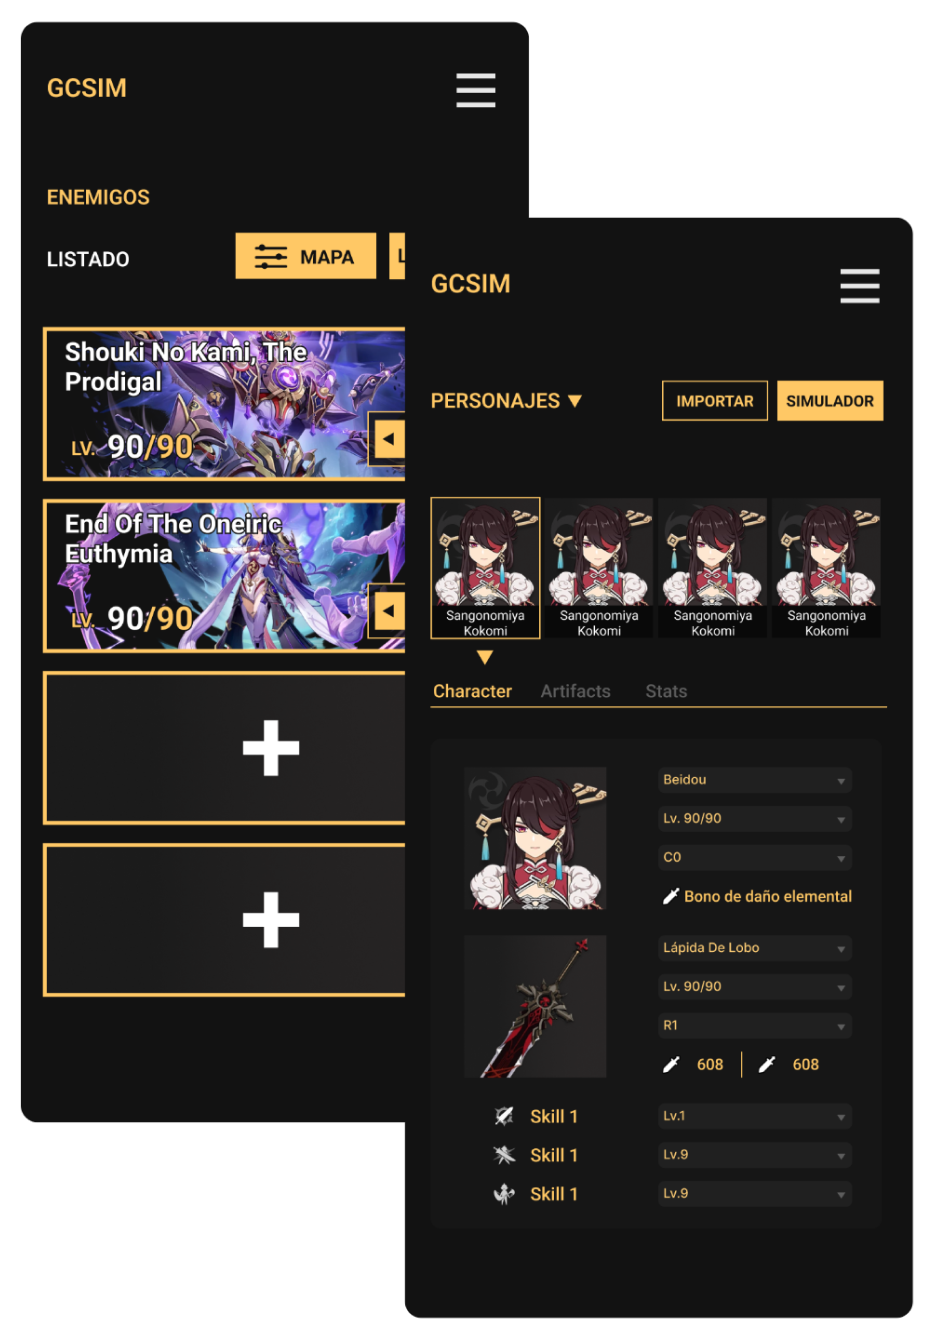 GCSIM
ENEMIGOS
LISTADO
MAPA
L
Shouki No Kami, The
Prodigal
LV. 90/90
End Of The Oneiric
Euthymia
LV. 90/90
GCSIM
PERSONAJES
IMPORTAR
SIMULADOR
Sangonomiya
Kokomi
Sangonomiya
Kokomi
Sangonomiya
Kokomi
Sangonomiya
Kokomi
Character
Artifacts
Stats
Beidou
Lv. 90/90
C0
Bono de daño elemental
Lápida De Lobo
Lv. 90/90
R1
608
608
Skill 1
Lv.1
Skill 1
Lv.9
Skill 1
Lv.9